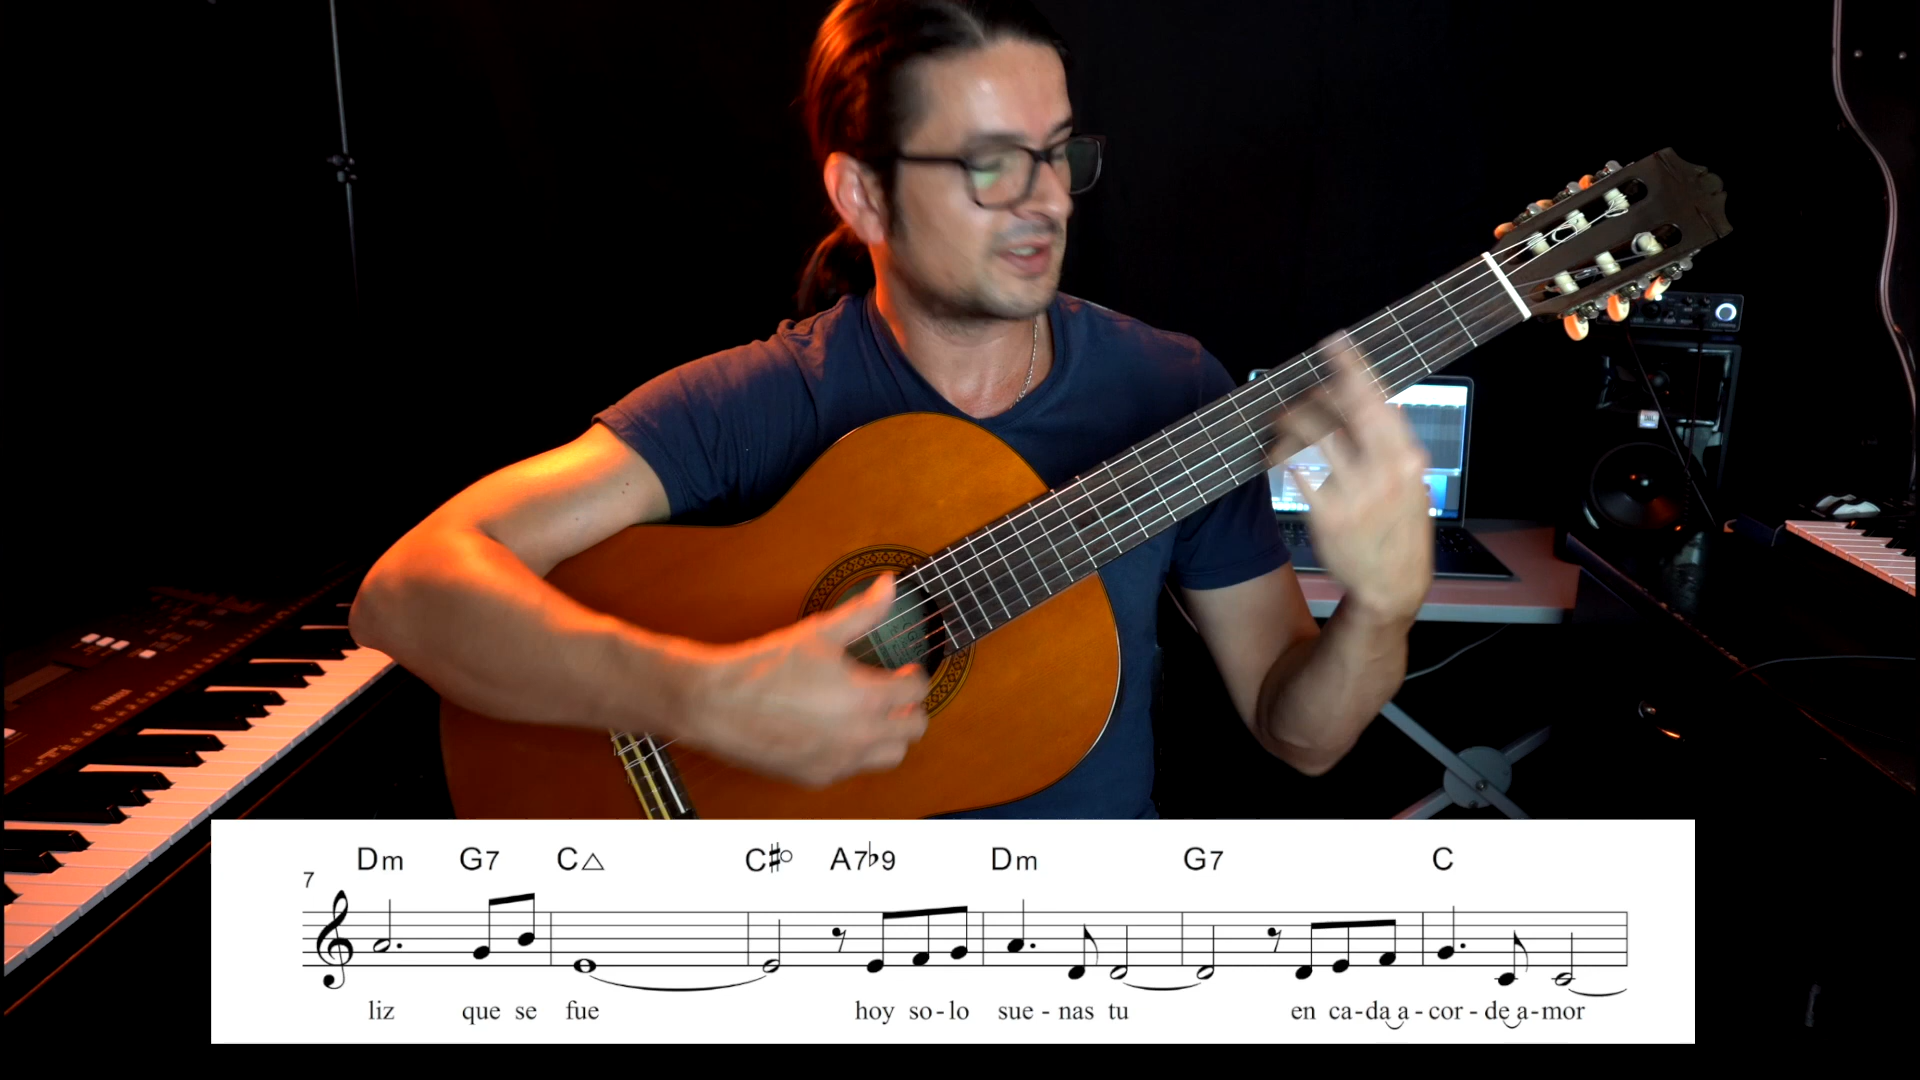 Dm G7 C△ C♯○ A7♭9 Dm G7 C
7
liz que se fue hoy so-lo sue-nas tu en ca-da a-cor-de a-mor